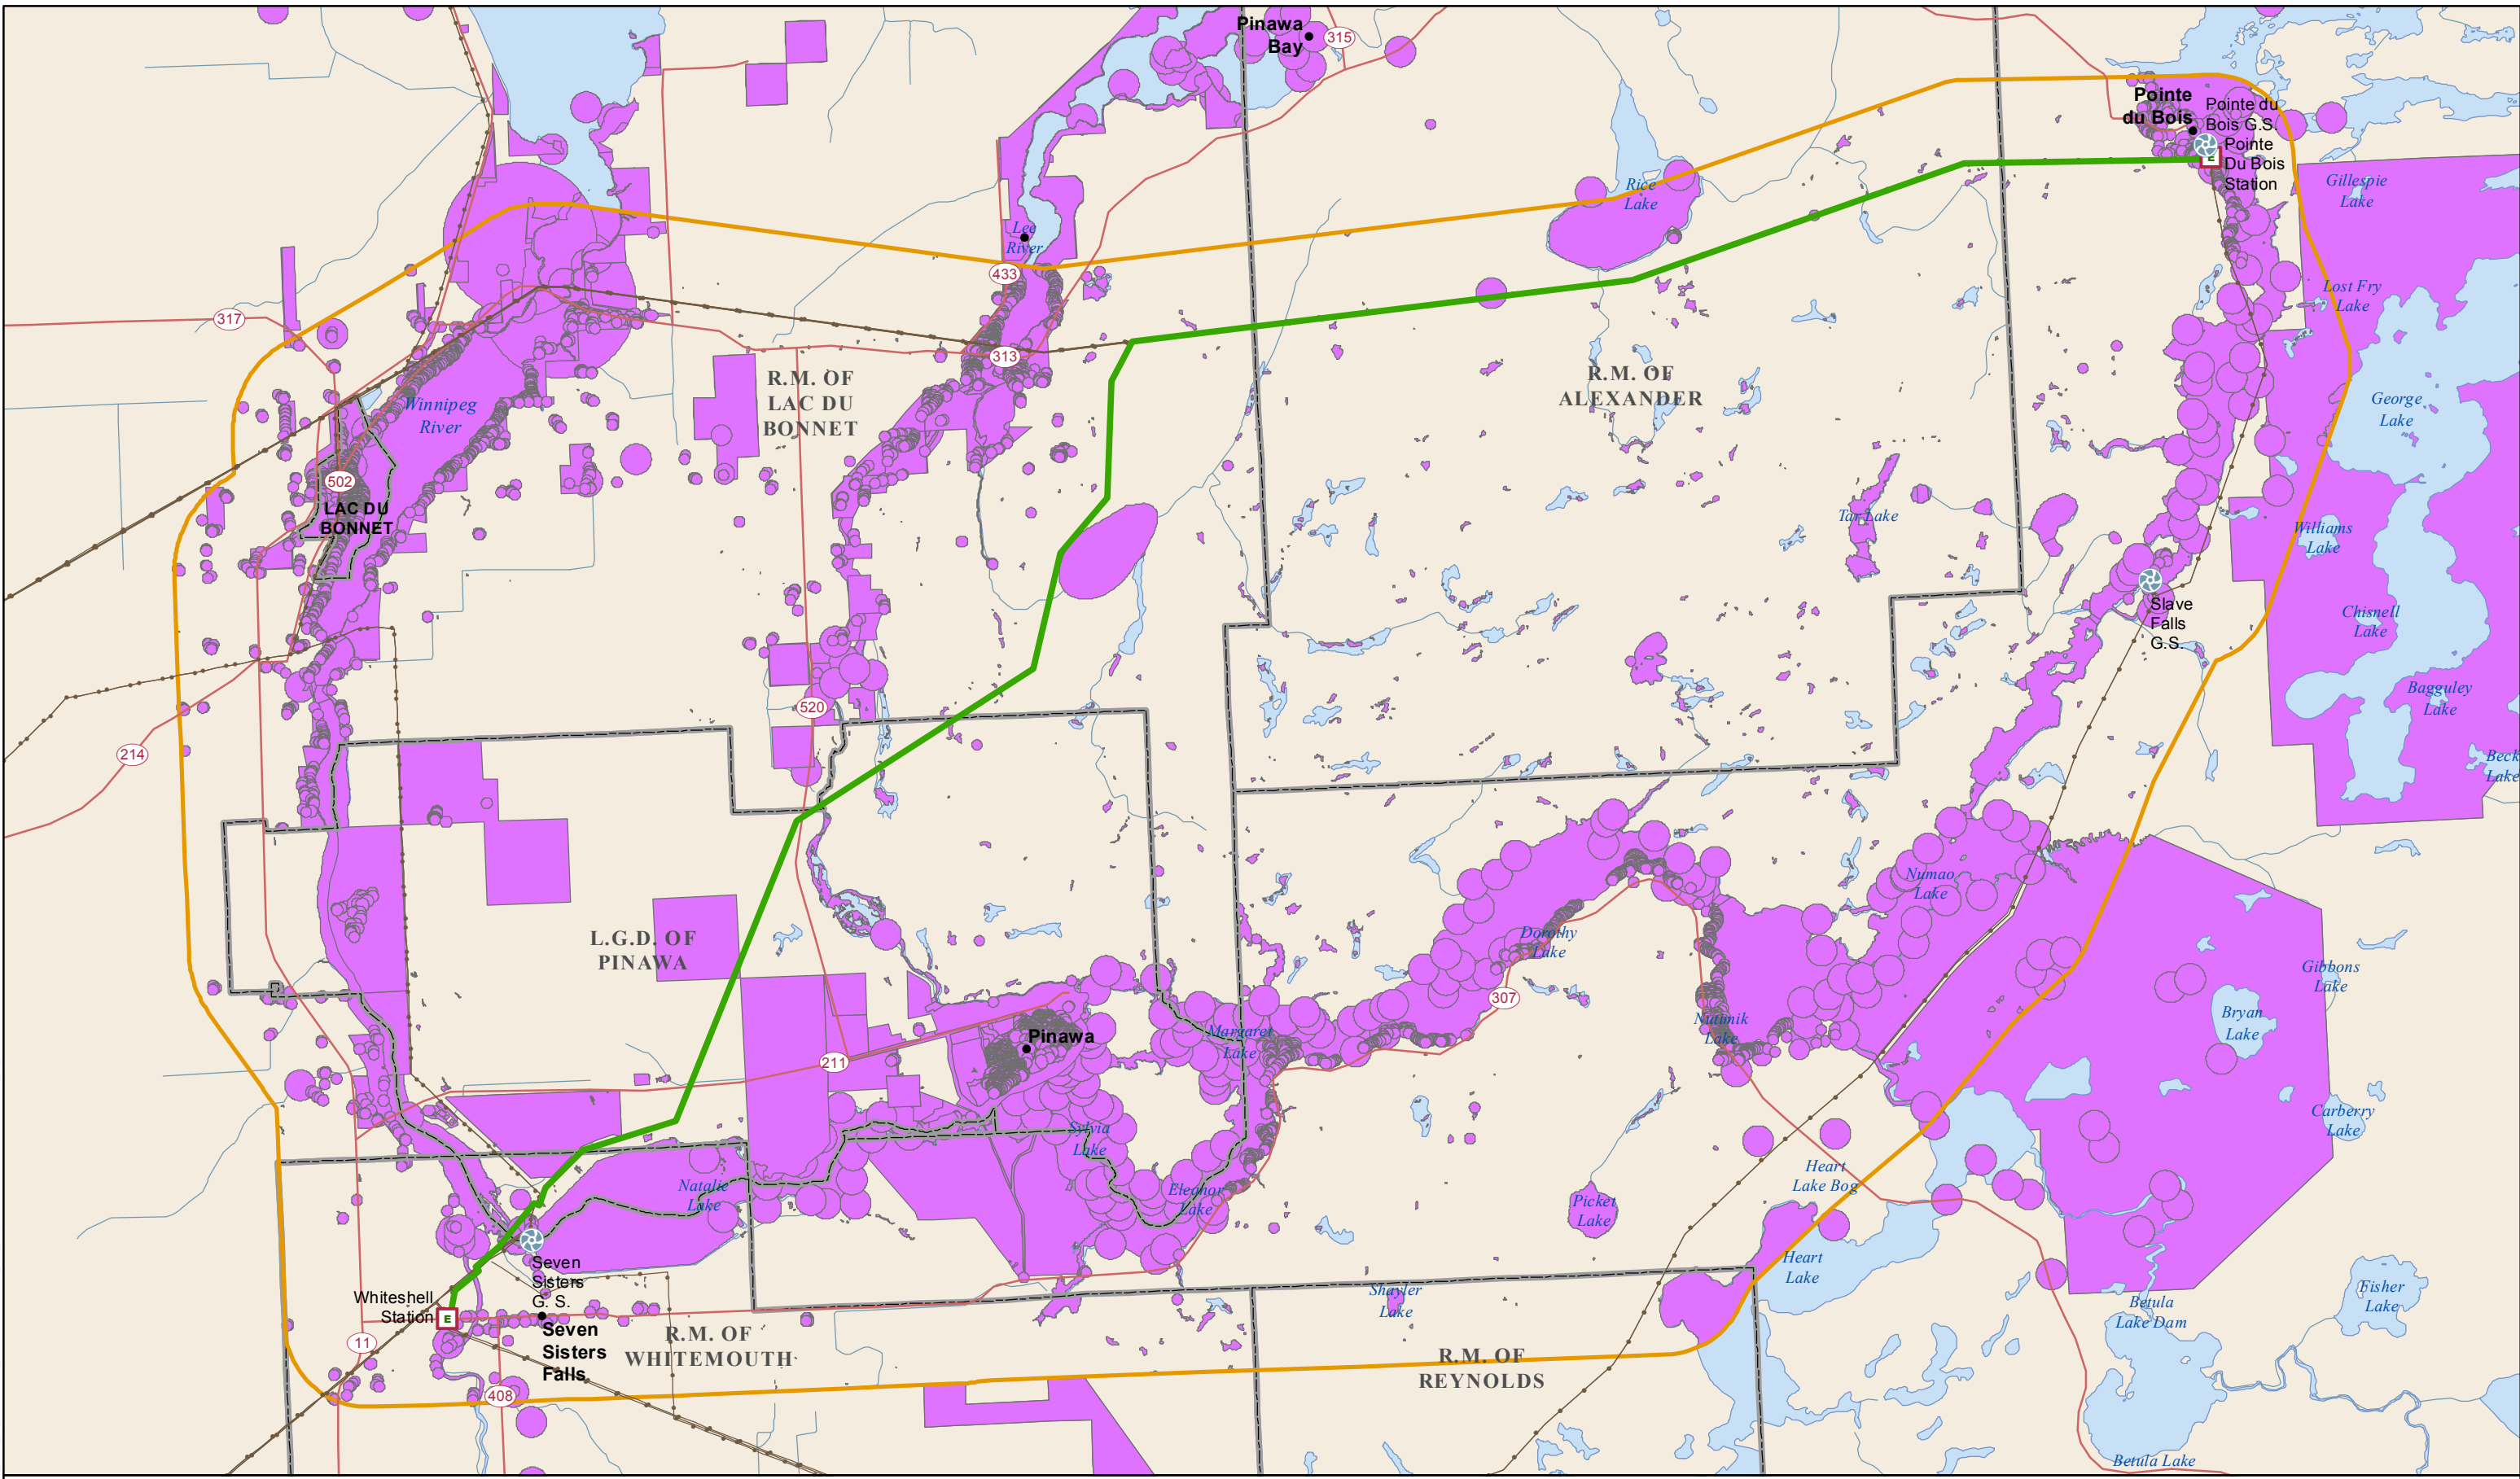 Pinawa
Bay
315
Pointe
du Bois
Pointe du
Bois G.S.
Pointe
Du Bois
Station
E
Rice
Lake
Gillespie
Lake
Lee
River
433
Lost Fry
Lake
317
313
R.M. OF
LAC DU
BONNET
R.M. OF
ALEXANDER
Winnipeg
River
George
Lake
502
LAC DU
BONNET
Tar Lake
Williams
Lake
Slave
Falls
G.S.
Chisnell
Lake
520
Bagguley
Lake
214
Beck
Lake
Numao
Lake
L.G.D. OF
PINAWA
Dorothy
Lake
Gibbons
Lake
307
Pinawa
Margaret
Lake
Nutimik
Lake
Bryan
Lake
211
Carberry
Lake
Sylvia
Lake
Heart
Lake Bog
Natalie
Lake
Eleanor
Lake
Picket
Lake
Seven
Sisters
G. S.
Heart
Lake
Whiteshell
Station
E
Shayler
Lake
Fisher
Lake
Betula
Lake Dam
Seven
Sisters
Falls
11
R.M. OF
WHITEMOUTH
R.M. OF
REYNOLDS
408
Betula Lake